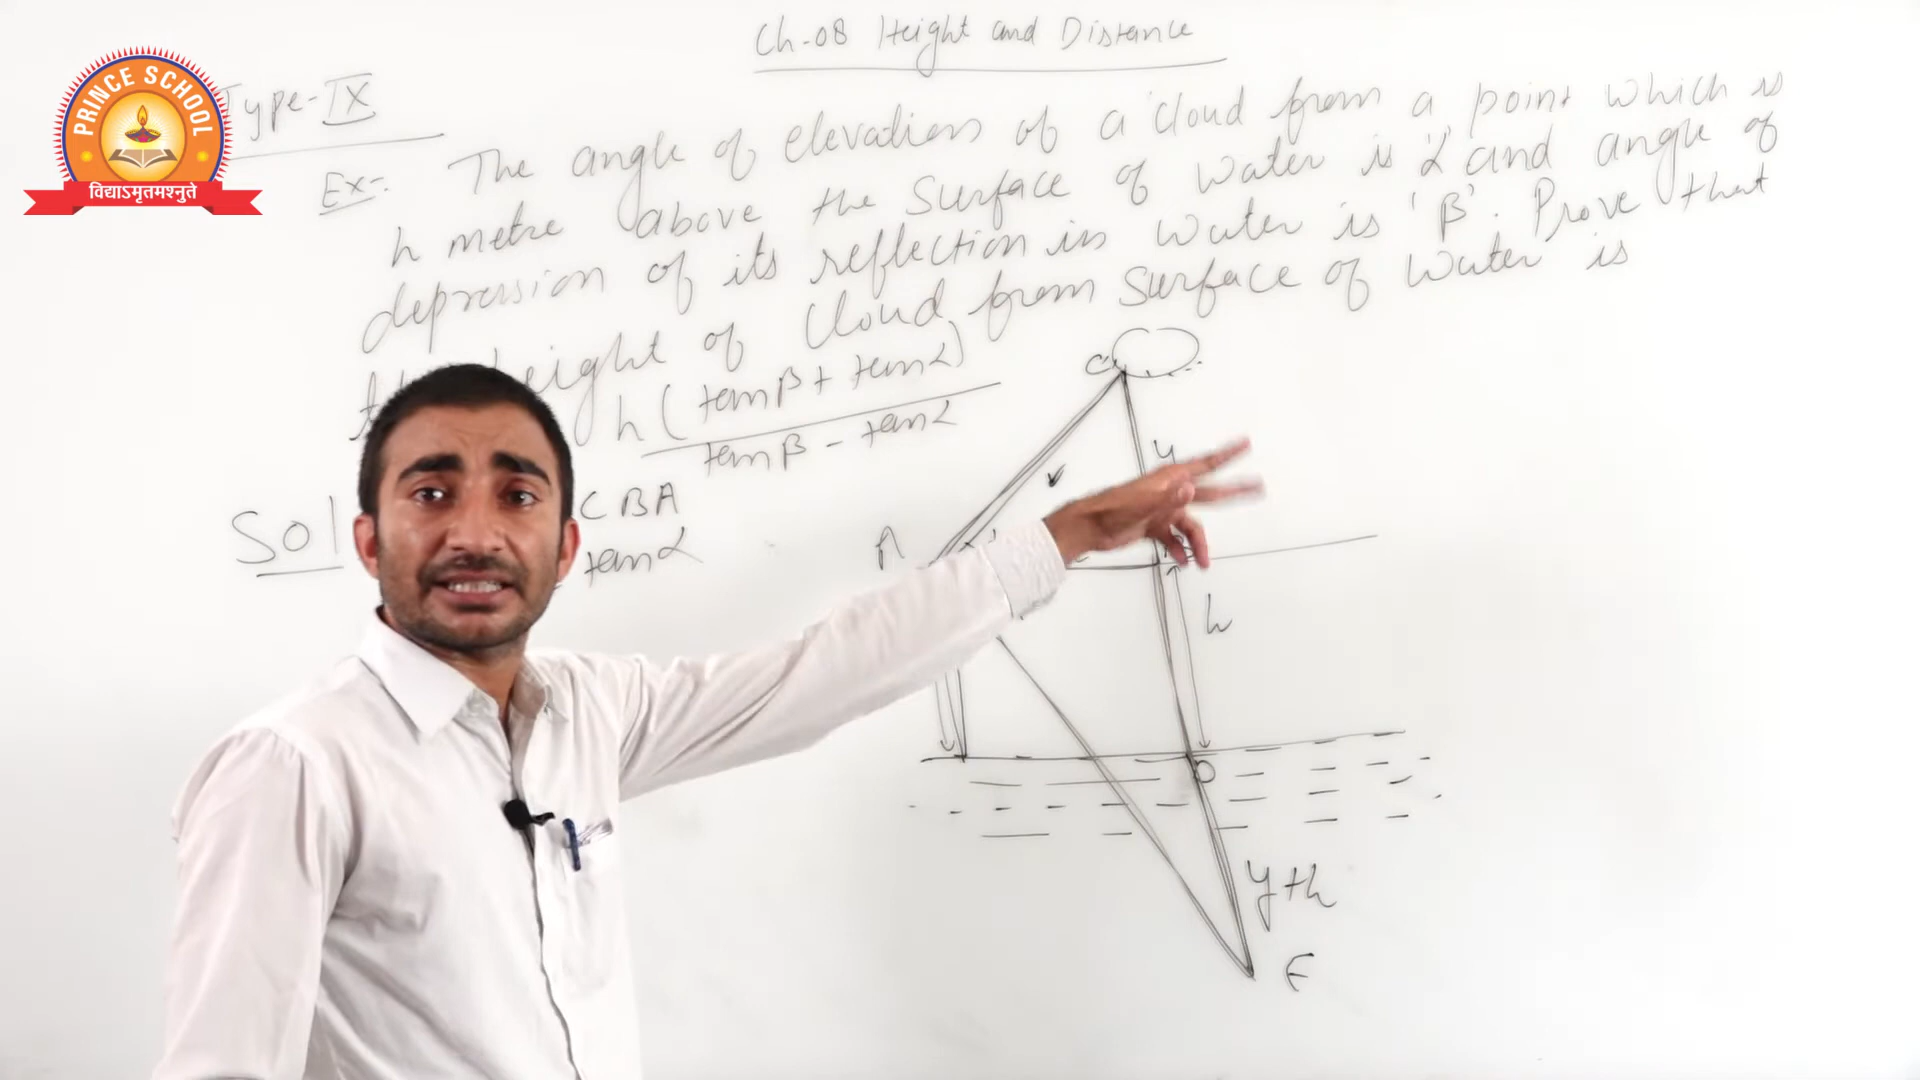 Ch-08 Height and Distance
PRINCE SCHOOL
विद्याऽमृतमश्नुते
Type-IX
Ex-: The angle of elevation of a cloud from a point which is
h metre above the surface of water is 'α' and angle of
depression of its reflection in water is 'β'. Prove that
height of cloud from surface of water is
h(tanβ + tanα)
tanβ - tanα
Sol
CBA
tanα
C
y
A
h
D
y+h
E